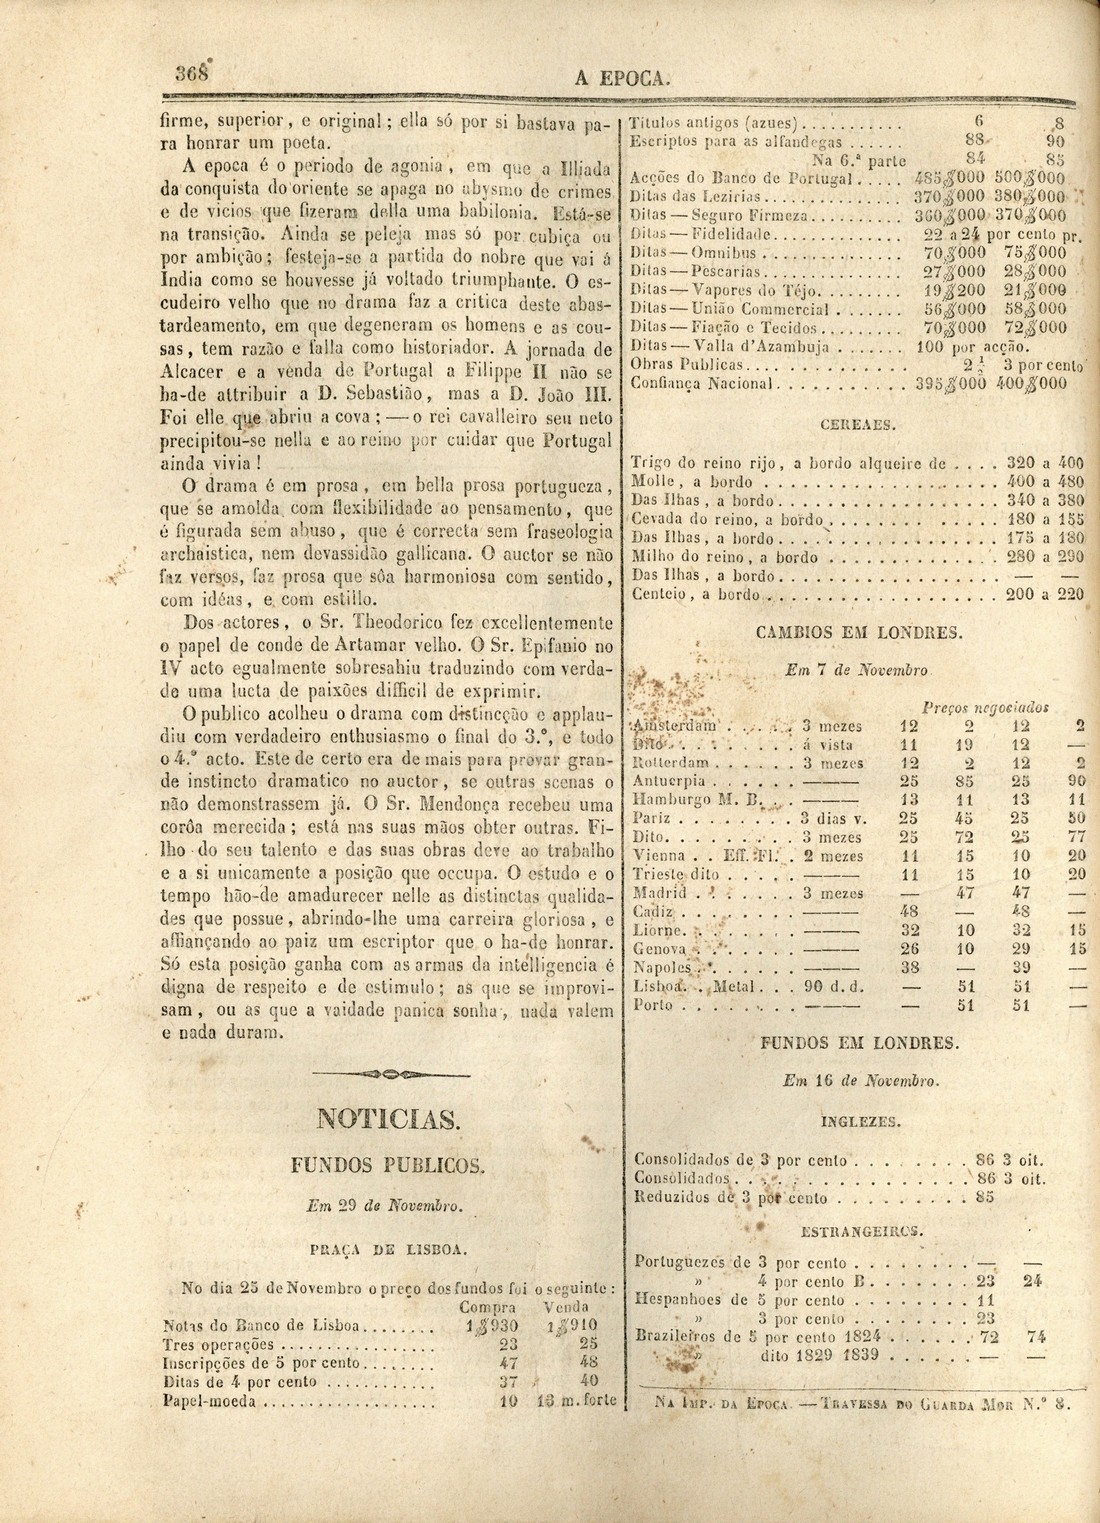 368
A EPOCA.
firme, superior, e original; ella só por si bastava pa-
ra honrar um poeta.
A epoca é o periodo de agonia, em que a Illiada
da conquista do oriente se apaga no abysmo de crimes
e de vicios que fizeram della uma babilonia. Está-se
na transição. Ainda se peleja mas só por cubiça ou
por ambição; festeja-se a partida do nobre que vai á
India como se houvesse já voltado triumphante. O es-
cudeiro velho que no drama faz a critica deste abas-
tardeamento, em que degeneram os homens e as cou-
sas, tem razão e falla como historiador. A jornada de
Alcacer e a venda de Portugal a Filippe II não se
ha-de attribuir a D. Sebastião, mas a D. João III.
Foi elle que abriu a cova; — o rei cavalleiro seu neto
precipitou-se nella e ao reino por cuidar que Portugal
ainda vivia!
O drama é em prosa, em bella prosa portugueza,
que se amolda com flexibilidade ao pensamento, que
é figurada sem abuso, que é correcta sem fraseologia
archaistica, nem devassidão gallicana. O auctor se não
faz versos, faz prosa que sôa harmoniosa com sentido,
com idéas, e com estillo.
Dos actores, o Sr. Theodorico fez excellentemente
o papel de conde de Artamar velho. O Sr. Epifanio no
IV acto egualmente sobresahiu traduzindo com verda-
de uma lucta de paixões difficil de exprimir.
O publico acolheu o drama com distincção e applau-
diu com verdadeiro enthusiasmo o final do 3.º, e todo
o 4.º acto. Este de certo era de mais para provar gran-
de instincto dramatico no auctor, se outras scenas o
não demonstrassem já. O Sr. Mendonça recebeu uma
corôa merecida; está nas suas mãos obter outras. Fi-
lho do seu talento e das suas obras deve ao trabalho
e a si unicamente a posição que occupa. O estudo e o
tempo hão-de amadurecer nelle as distinctas qualida-
des que possue, abrindo-lhe uma carreira gloriosa, e
affiançando ao paiz um escriptor que o ha-de honrar.
Só esta posição ganha com as armas da intelligencia é
digna de respeito e de estimulo; as que se improvi-
sam, ou as que a vaidade panica sonha, nada valem
e nada duram.
NOTICIAS.
FUNDOS PUBLICOS.
Em 29 de Novembro.
PRAÇA DE LISBOA.
No dia 25 de Novembro o preço dos fundos foi o seguinte:
Compra Venda
Notas do Banco de Lisboa........ 1$930 1$910
Tres operações................. 23 25
Inscripções de 5 por cento........ 47 48
Ditas de 4 por cento............ 37 40
Papel-moeda................... 10 13 m. forte
Titulos antigos (azues)........... 6 8
Escriptos para as alfandegas...... 88 90
Na 6.ª parte 84 85
Acções do Banco de Portugal..... 485$000 500$000
Ditas das Lezirias............... 370$000 380$000
Ditas — Seguro Firmeza.......... 360$000 370$000
Ditas — Fidelidade.............. 22 a 24 por cento pr.
Ditas — Omnibus............... 70$000 75$000
Ditas — Pescarias............... 27$000 28$000
Ditas — Vapores do Téjo......... 19$200 21$000
Ditas — União Commercial....... 56$000 58$000
Ditas — Fiação e Tecidos........ 70$000 72$000
Ditas — Valla d'Azambuja....... 100 por acção.
Obras Publicas................. 2 ½ 3 por cento
Confiança Nacional............. 395$000 400$000
CEREAES.
Trigo do reino rijo, a bordo alqueire de .... 320 a 400
Molle, a bordo .................. 400 a 480
Das Ilhas, a bordo................. 340 a 380
Cevada do reino, a bordo............. 180 a 155
Das Ilhas, a bordo................. 175 a 180
Milho do reino, a bordo ............. 280 a 290
Das Ilhas, a bordo................. — —
Centeio, a bordo.................. 200 a 220
CAMBIOS EM LONDRES.
Em 7 de Novembro
Preços negociados
Amsterdam ..... 3 mezes 12 2 12 2
Dito......... á vista 11 19 12 —
Rotterdam...... 3 mezes 12 2 12 2
Antuerpia ...... —— 25 85 25 90
Hamburgo M. B. .. —— 13 11 13 11
Pariz ........ 3 dias v. 25 45 25 50
Dito......... 3 mezes 25 72 25 77
Vienna .. Eff. Fl. . 2 mezes 11 15 10 20
Trieste dito ..... —— 11 15 10 20
Madrid ....... 3 mezes — 47 47 —
Cadiz ........ —— 48 — 48 —
Liorne........ —— 32 10 32 15
Genova ....... —— 26 10 29 15
Napoles....... —— 38 — 39 —
Lisboa.. Metal... 90 d. d. — 51 51 —
Porto ........ —— — 51 51 —
FUNDOS EM LONDRES.
Em 16 de Novembro.
INGLEZES.
Consolidados de 3 por cento ........ 86 3 oit.
Consolidados................ 86 3 oit.
Reduzidos de 3 por cento ......... 85
ESTRANGEIROS.
Portuguezes de 3 por cento ........ — —
» 4 por cento B....... 23 24
Hespanhoes de 5 por cento ........ 11
» 3 por cento ........ 23
Brazileiros de 5 por cento 1824 ...... 72 74
» dito 1829 1839 ...... — —
NA IMP. DA EPOCA. — TRAVESSA DO GUARDA MOR N.º 8.